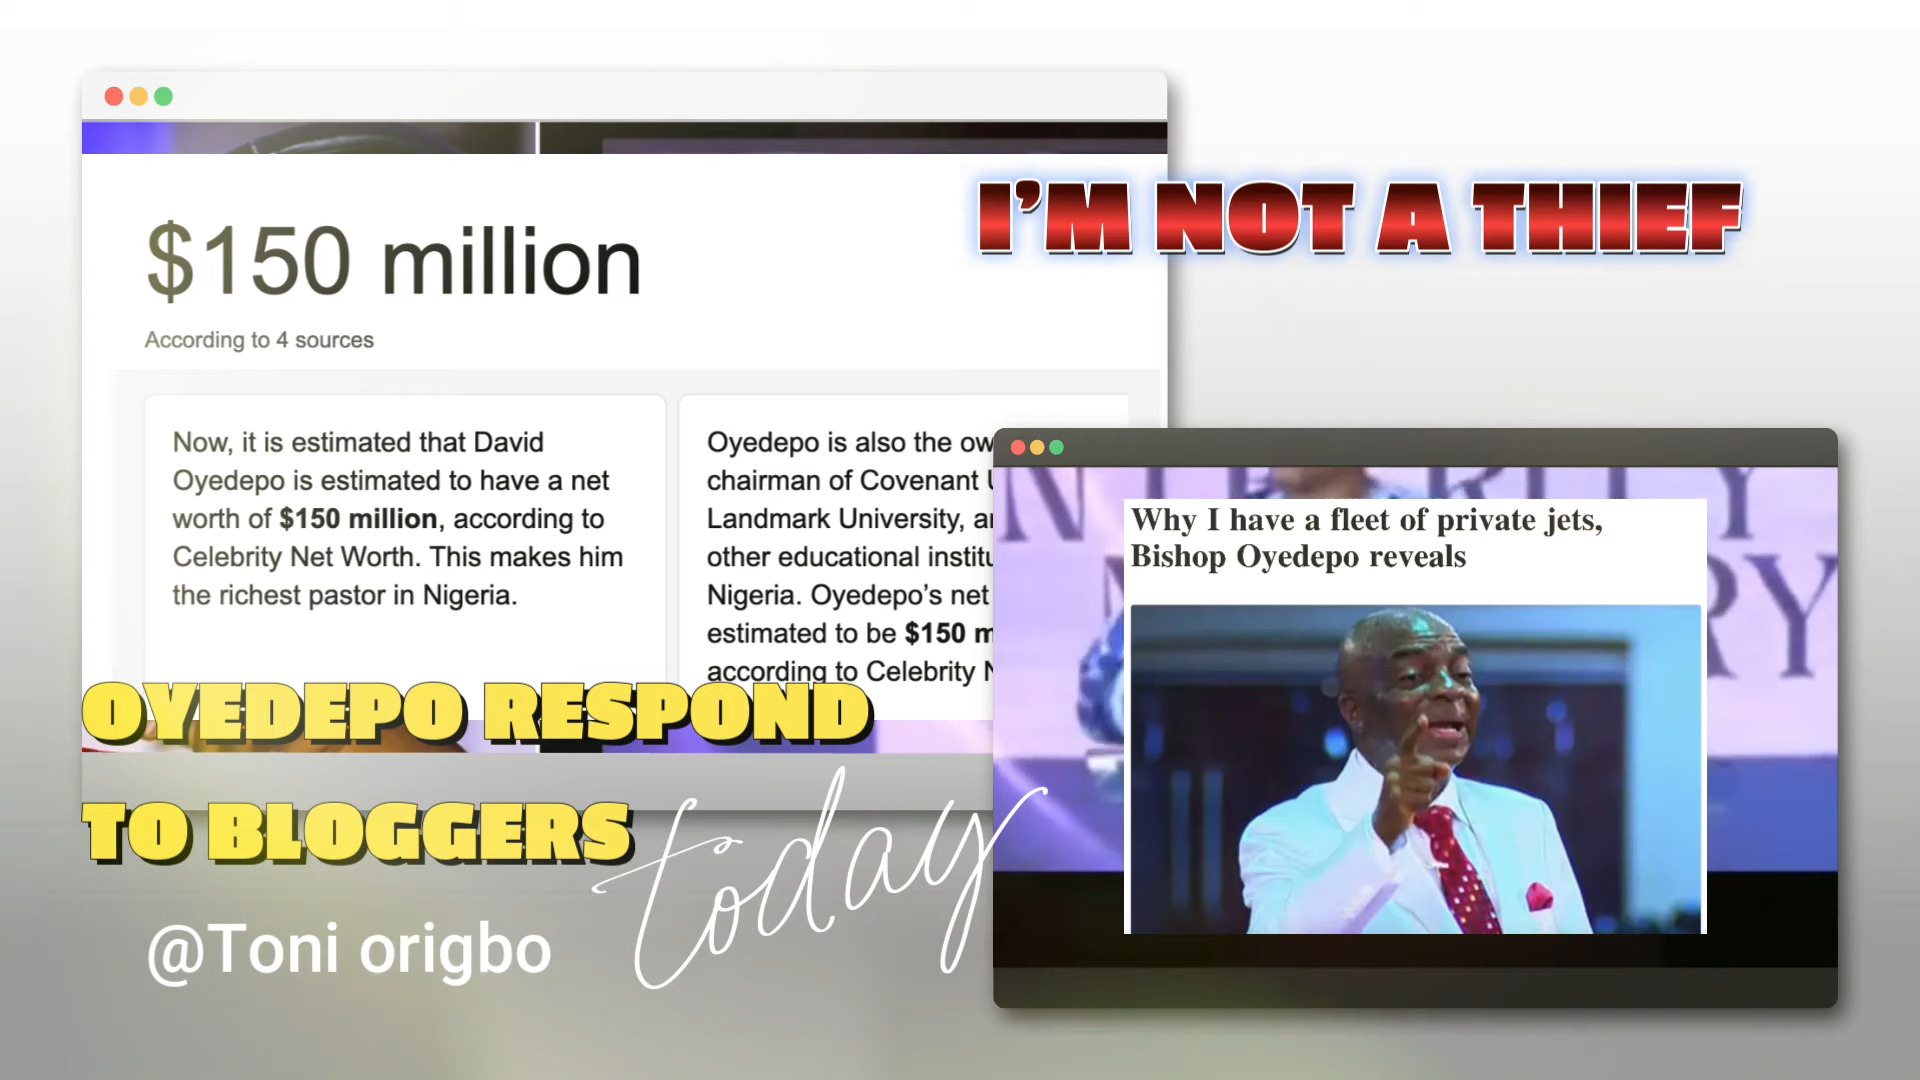 $150 million
According to 4 sources
Now, it is estimated that David
Oyedepo is estimated to have a net
worth of $150 million, according to
Celebrity Net Worth. This makes him
the richest pastor in Nigeria.
Oyedepo is also the
chairman of Covenant
Landmark University,
other educational
Nigeria. Oyedepo’s net
estimated to be $150
according to Celebrity
I’M NOT A THIEF
Why I have a fleet of private jets,
Bishop Oyedepo reveals
OYEDEPO RESPOND
TO BLOGGERS
today
@Toni origbo